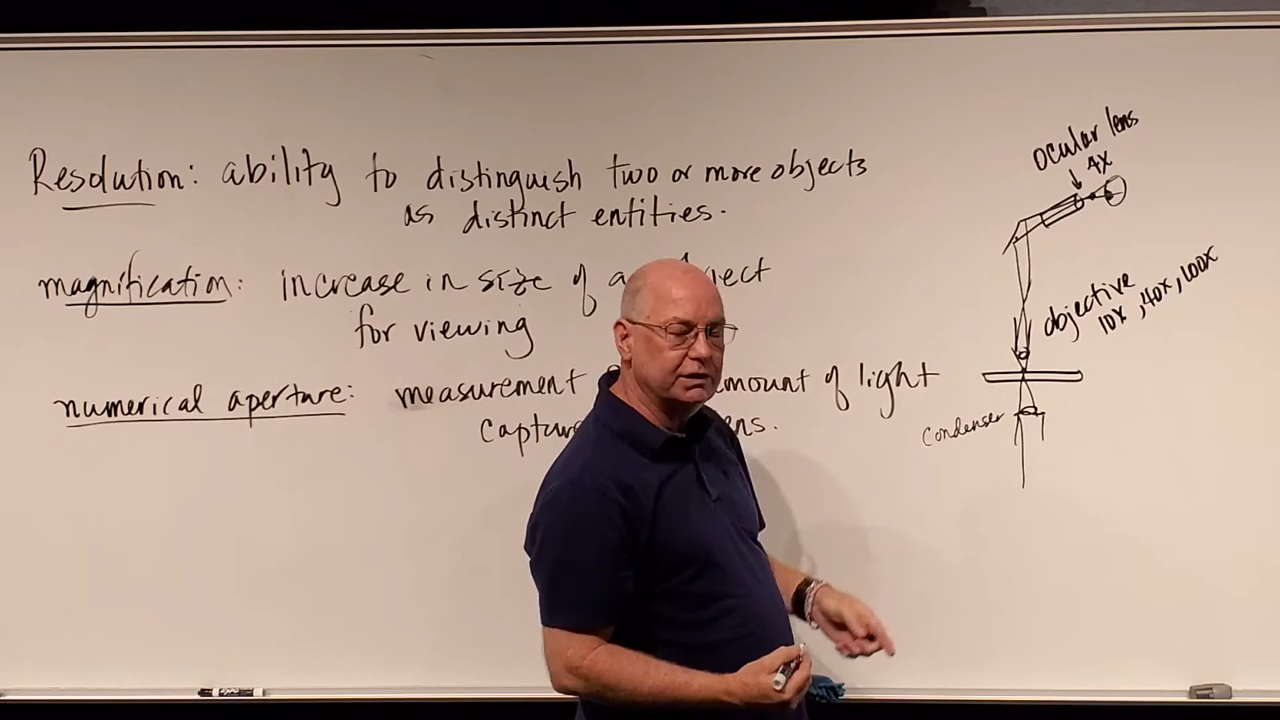 Resolution: ability to distinguish two or more objects
as distinct entities.
magnification: increase in size of
for viewing
numerical aperture: measurement amount of light
ocular lens
4x
objective
10x, 40x, 100x
Condenser